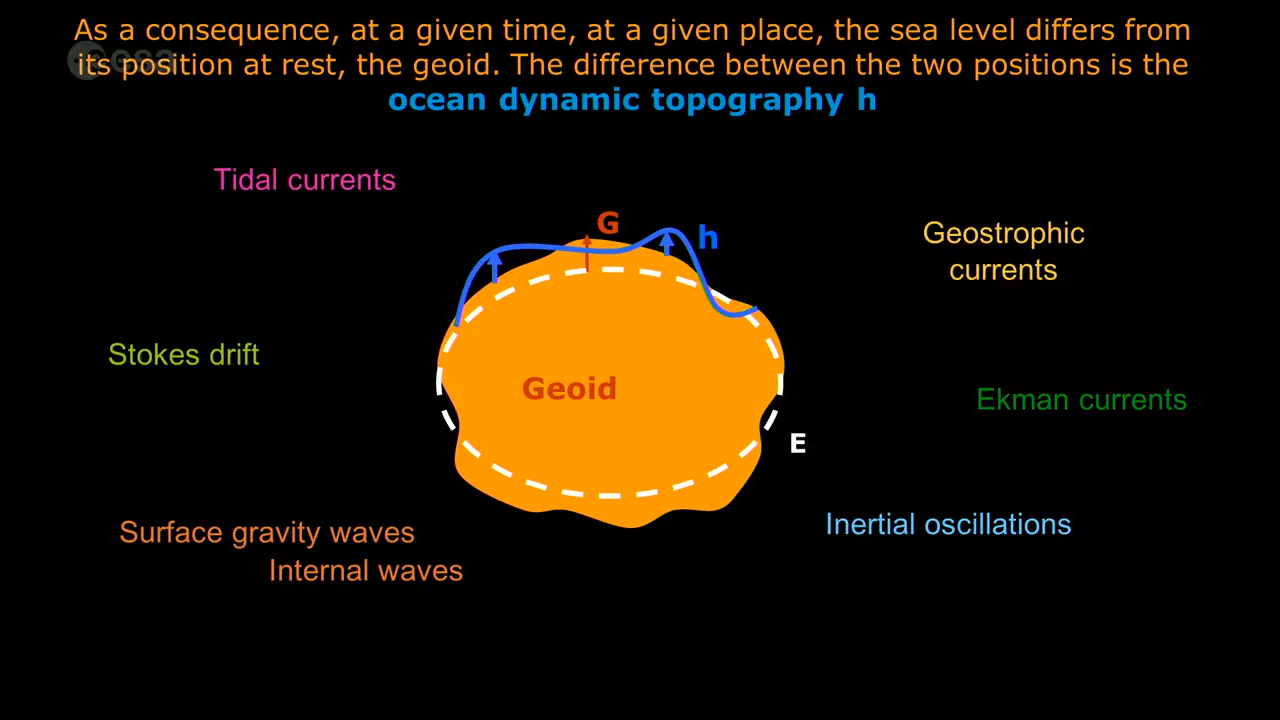 As a consequence, at a given time, at a given place, the sea level differs from
its position at rest, the geoid. The difference between the two positions is the
ocean dynamic topography h
esa
Tidal currents
G
h
Geostrophic
currents
Stokes drift
Geoid
Ekman currents
E
Surface gravity waves
Internal waves
Inertial oscillations